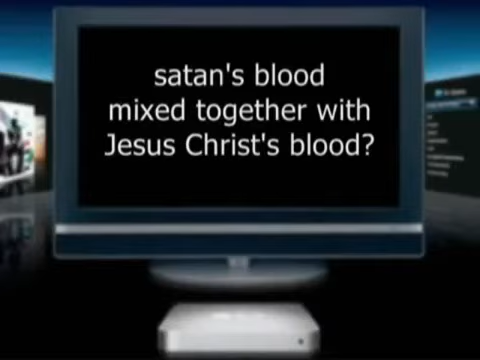 satan's blood
mixed together with
Jesus Christ's blood?